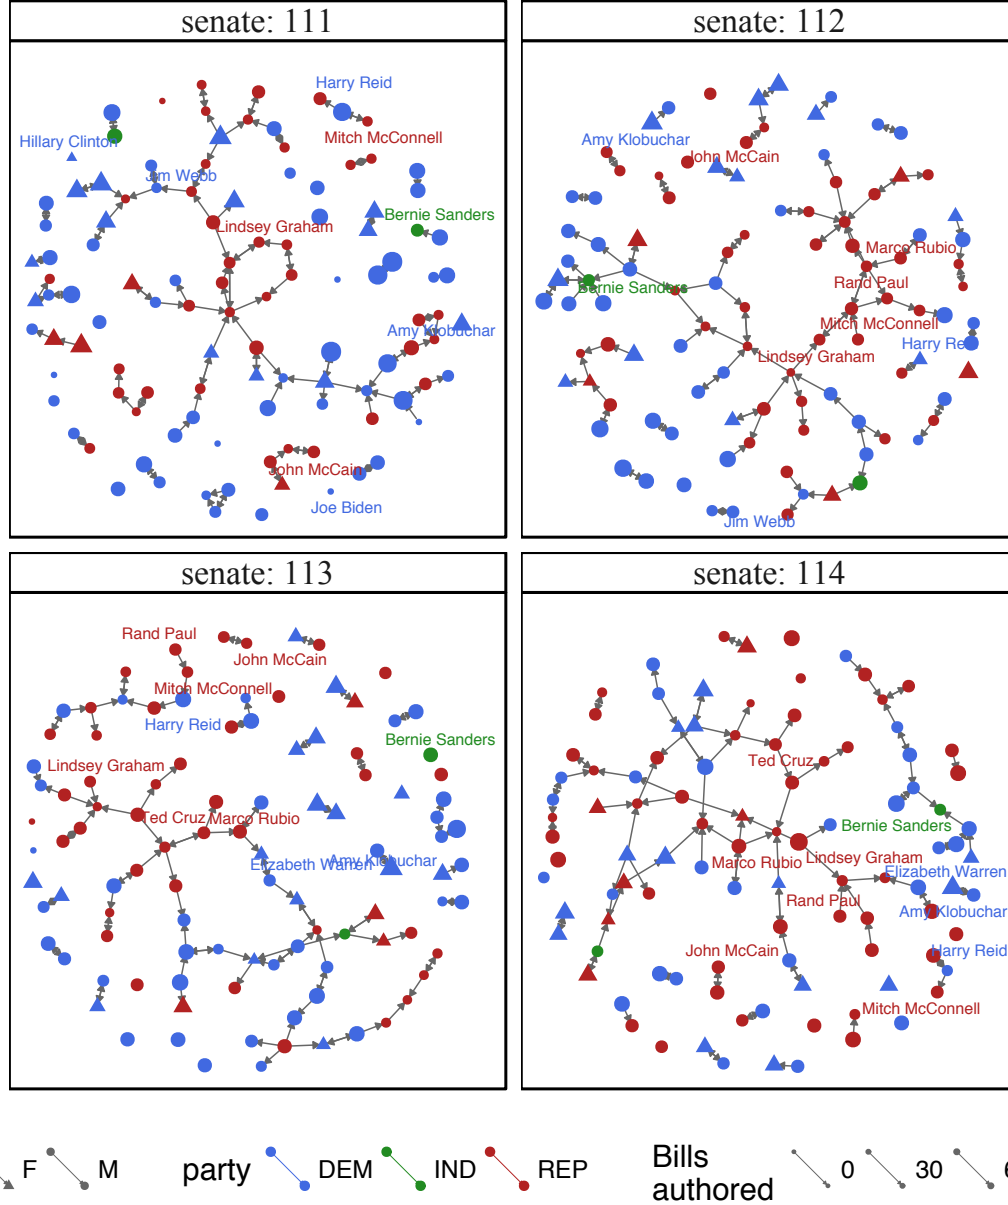 senate: 111
Harry Reid
Mitch McConnell
Hillary Clinton
Jim Webb
Bernie Sanders
Lindsey Graham
Amy Klobuchar
John McCain
Joe Biden
senate: 112
Amy Klobuchar
John McCain
Marco Rubio
Bernie Sanders
Rand Paul
Mitch McConnell
Harry Reid
Lindsey Graham
Jim Webb
senate: 113
Rand Paul
John McCain
Mitch McConnell
Harry Reid
Bernie Sanders
Lindsey Graham
Ted Cruz
Marco Rubio
Elizabeth Warren
Amy Klobuchar
senate: 114
Ted Cruz
Bernie Sanders
Marco Rubio
Lindsey Graham
Elizabeth Warren
Rand Paul
Amy Klobuchar
John McCain
Harry Reid
Mitch McConnell
F M party DEM IND REP Bills authored 0 30